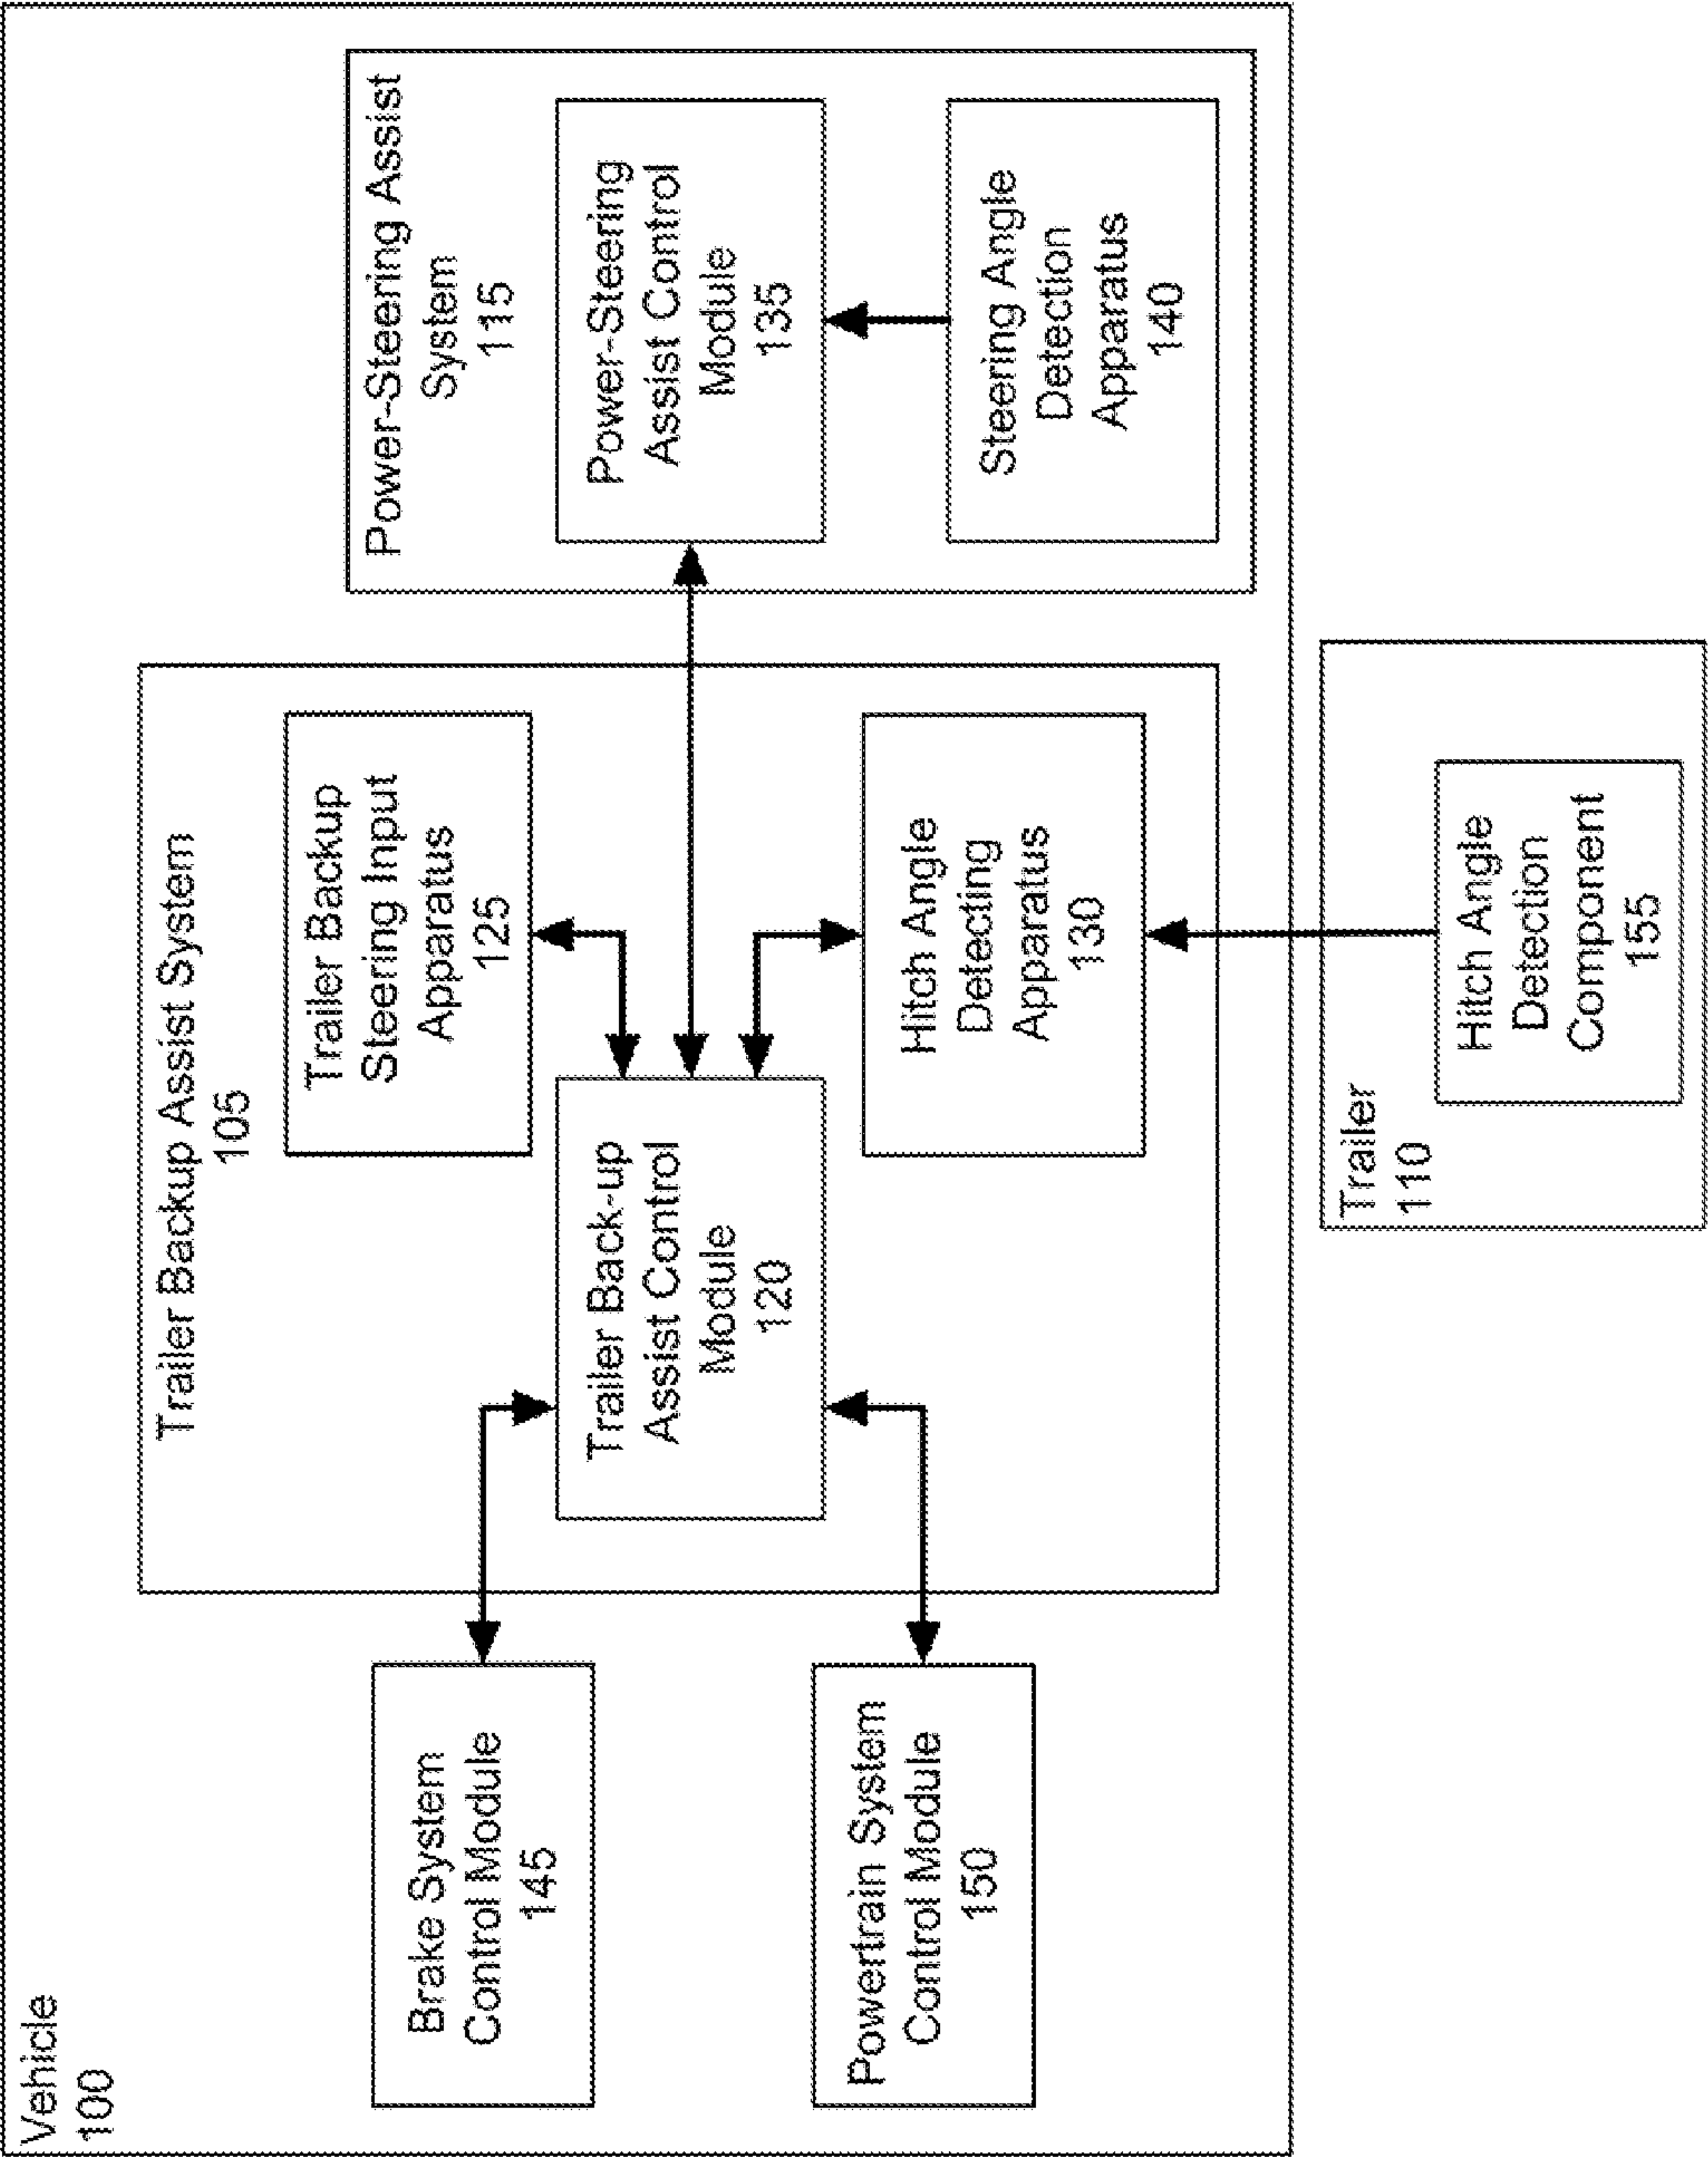 Vehicle
100
Trailer Backup Assist System
105
Power-Steering Assist
System
115
Brake System
Control Module
145
Trailer Backup
Steering Input
Apparatus
125
Trailer Back-up
Assist Control
Module
120
Power-Steering
Assist Control
Module
135
Powertrain System
Control Module
150
Hitch Angle
Detecting
Apparatus
130
Steering Angle
Detection
Apparatus
140
Trailer
110
Hitch Angle
Detection
Component
155